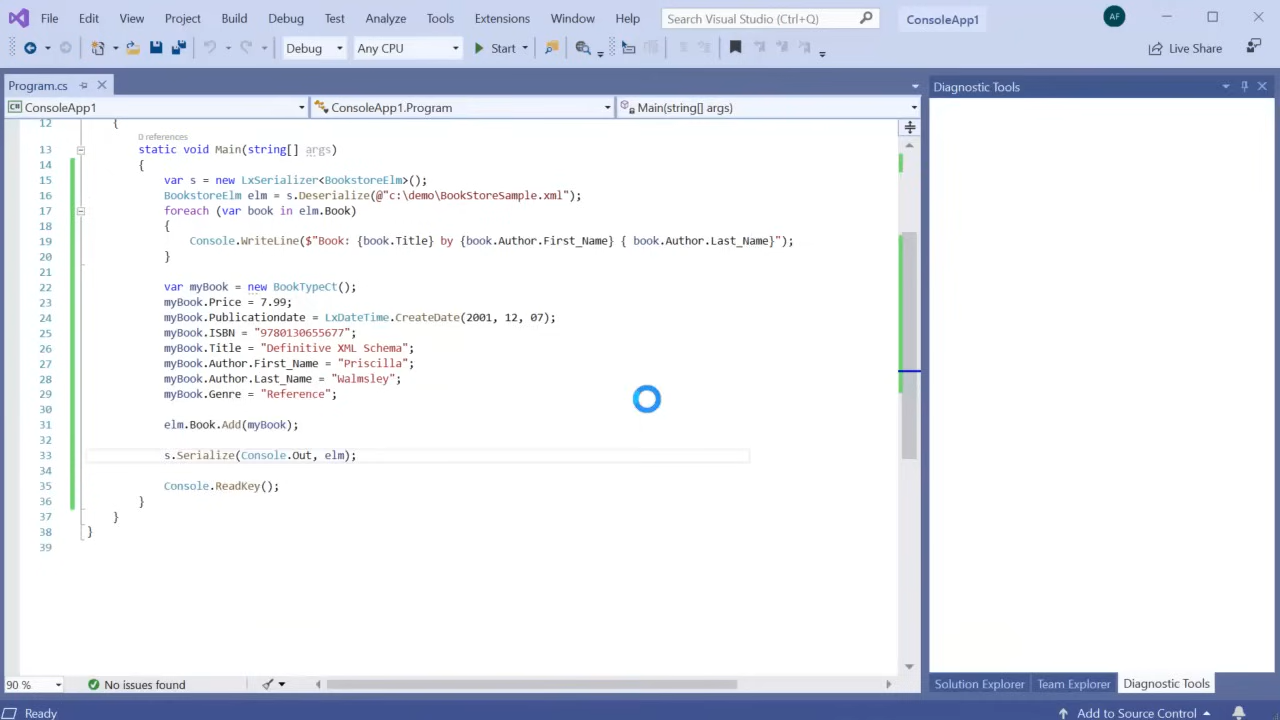 File Edit View Project Build Debug Test Analyze Tools Extensions Window Help Search Visual Studio (Ctrl+Q) ConsoleApp1 AF
Debug Any CPU Start Live Share
Program.cs
Diagnostic Tools
ConsoleApp1 ConsoleApp1.Program Main(string[] args)
12 {
0 references
13 static void Main(string[] args)
14 {
15 var s = new LxSerializer<BookstoreElm>();
16 BookstoreElm elm = s.Deserialize(@"c:\demo\BookStoreSample.xml");
17 foreach (var book in elm.Book)
18 {
19 Console.WriteLine($"Book: {book.Title} by {book.Author.First_Name} { book.Author.Last_Name}");
20 }
21
22 var myBook = new BookTypeCt();
23 myBook.Price = 7.99;
24 myBook.Publicationdate = LxDateTime.CreateDate(2001, 12, 07);
25 myBook.ISBN = "9780130655677";
26 myBook.Title = "Definitive XML Schema";
27 myBook.Author.First_Name = "Priscilla";
28 myBook.Author.Last_Name = "Walmsley";
29 myBook.Genre = "Reference";
30
31 elm.Book.Add(myBook);
32
33 s.Serialize(Console.Out, elm);
34
35 Console.ReadKey();
36 }
37 }
38 }
39
90 % No issues found
Solution Explorer Team Explorer Diagnostic Tools
Ready Add to Source Control